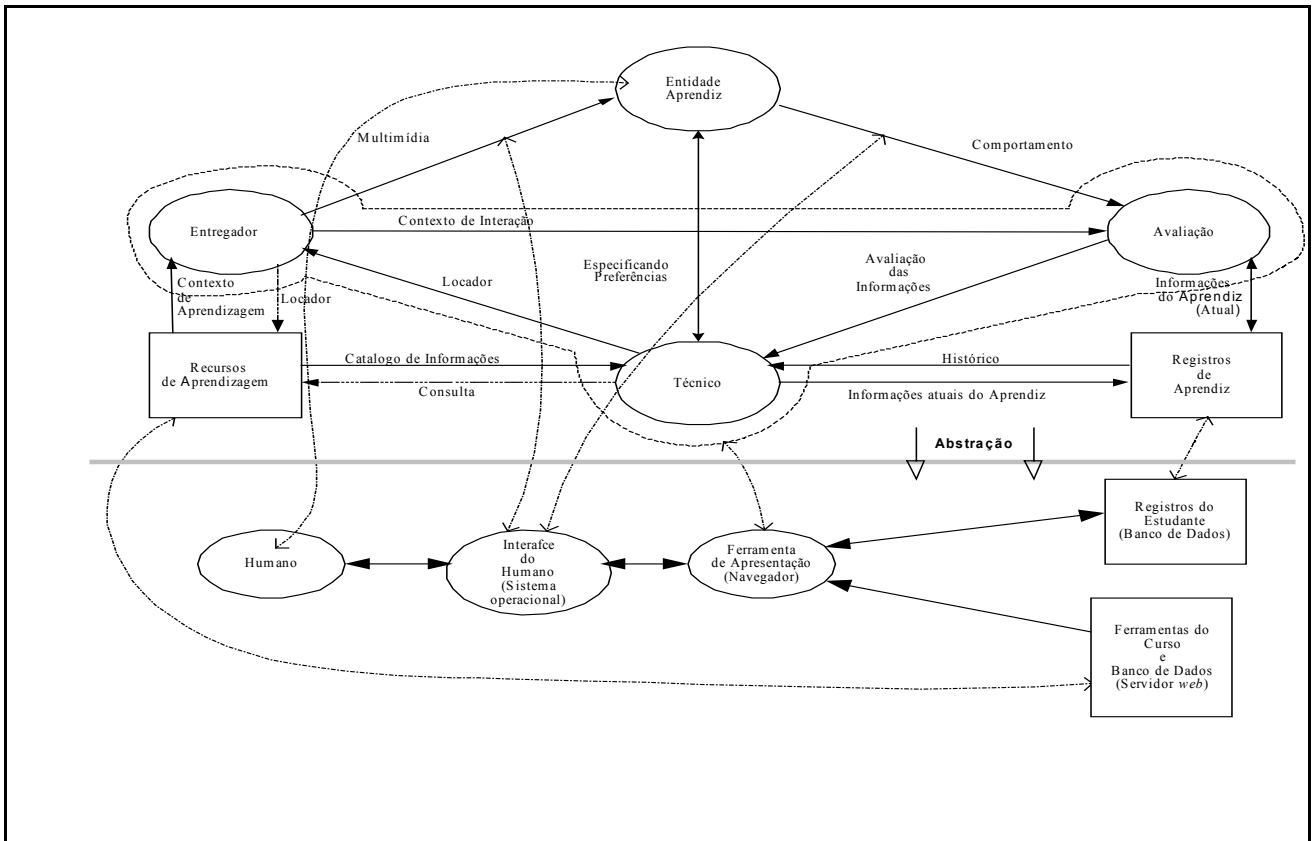 Entidade
Aprendiz
Multimídia
Comportamento
Contexto de Interação
Entregador
Avaliação
Especificando
Preferências
Avaliação
das
Informações
Locador
Contexto
de
Aprendizagem
Locador
Informações
do Aprendiz
(Atual)
Recursos
de Aprendizagem
Catalogo de Informações
Consulta
Técnico
Histórico
Informações atuais do Aprendiz
Registros
de
Aprendiz
Abstração
Humano
Interafce
do
Humano
(Sistema
operacional)
Ferramenta
de Apresentação
(Navegador)
Registros do
Estudante
(Banco de Dados)
Ferramentas do
Curso
e
Banco de Dados
(Servidor web)